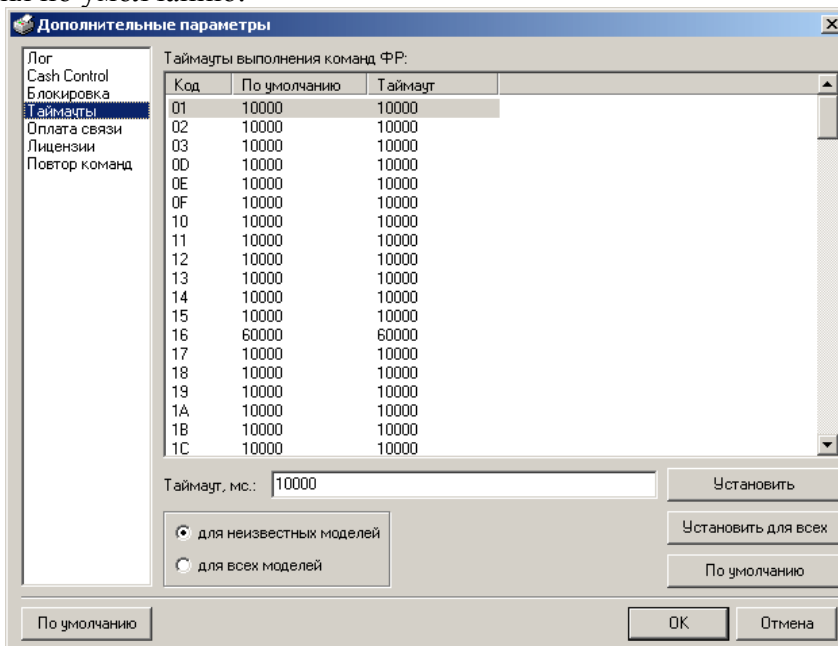 по умолчанию.
Дополнительные параметры
Лог
Cash Control
Блокировка
Таймауты
Оплата связи
Лицензии
Повтор команд
Таймауты выполнения команд ФР:
Код По умолчанию Таймаут
01 10000 10000
02 10000 10000
03 10000 10000
0D 10000 10000
0E 10000 10000
0F 10000 10000
10 10000 10000
11 10000 10000
12 10000 10000
13 10000 10000
14 10000 10000
15 10000 10000
16 60000 60000
17 10000 10000
18 10000 10000
19 10000 10000
1A 10000 10000
1B 10000 10000
1C 10000 10000
Таймаут, мс.: 10000
Установить
для неизвестных моделей
Установить для всех
для всех моделей
По умолчанию
По умолчанию
OK
Отмена